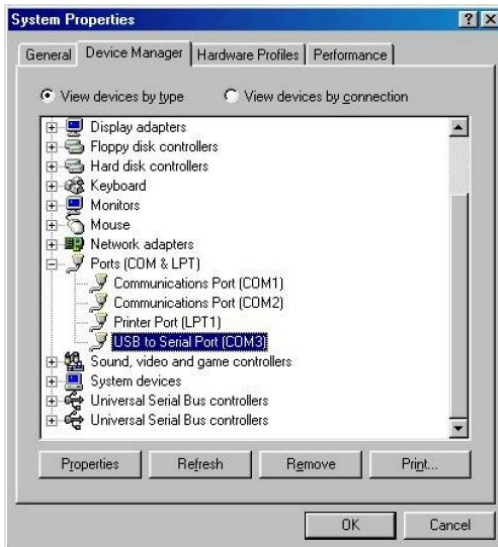 System Properties
General Device Manager Hardware Profiles Performance
View devices by type View devices by connection
Display adapters
Floppy disk controllers
Hard disk controllers
Keyboard
Monitors
Mouse
Network adapters
Ports (COM & LPT)
Communications Port (COM1)
Communications Port (COM2)
Printer Port (LPT1)
USB to Serial Port (COM3)
Sound, video and game controllers
System devices
Universal Serial Bus controllers
Universal Serial Bus controllers
Properties Refresh Remove Print...
OK Cancel